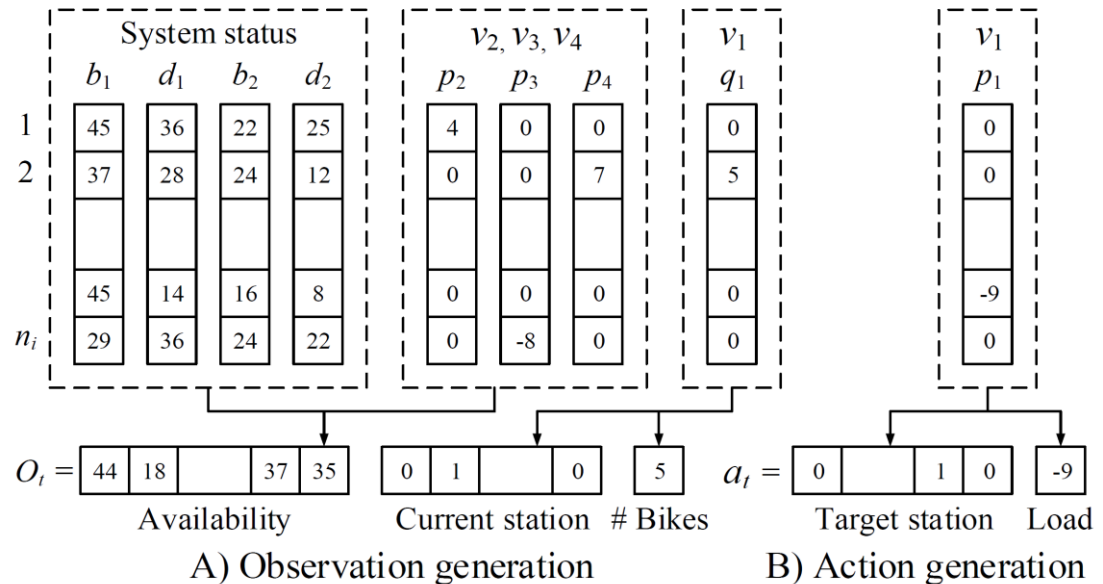 System status v2, v3, v4 v1 v1
b1 d1 b2 d2 p2 p3 p4 q1 p1
1 45 36 22 25 4 0 0 0 0
2 37 28 24 12 0 0 7 5 0
45 14 16 8 0 0 0 0 -9
ni 29 36 24 22 0 -8 0 0 0
Ot = 44 18 37 35 0 1 0 5 at = 0 1 0 -9
Availability Current station # Bikes Target station Load
A) Observation generation B) Action generation